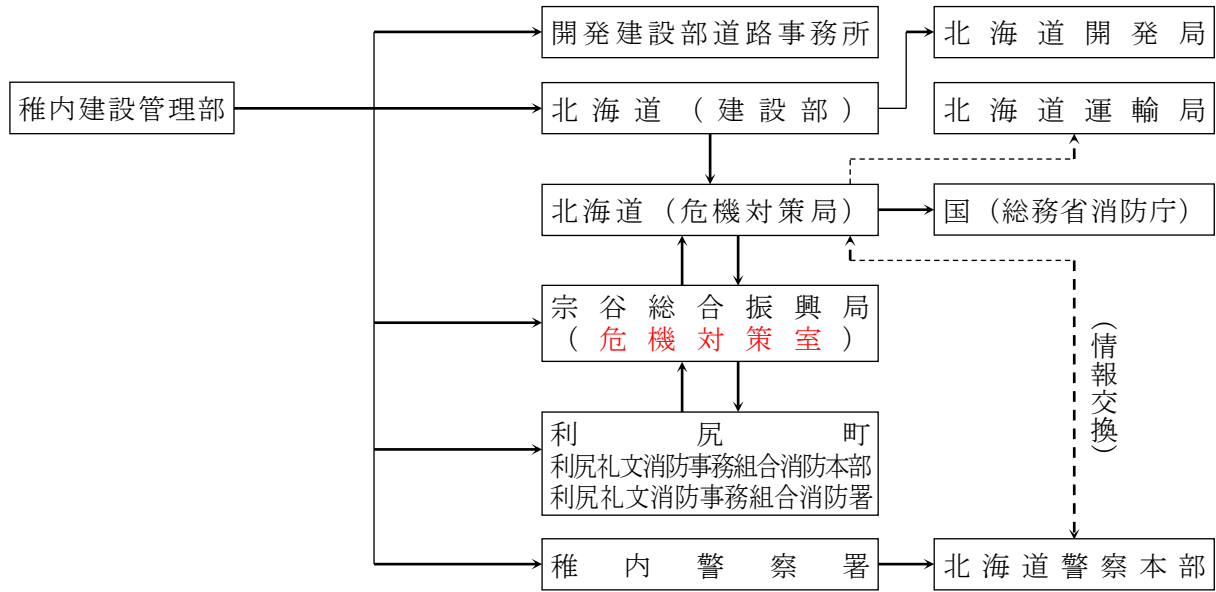 開発建設部道路事務所
北海道開発局
稚内建設管理部
北海道（建設部）
北海道運輸局
北海道（危機対策局）
国（総務省消防庁）
宗谷総合振興局
（危機対策室）
（情報交換）
利尻町
利尻礼文消防事務組合消防本部
利尻礼文消防事務組合消防署
稚内警察署
北海道警察本部